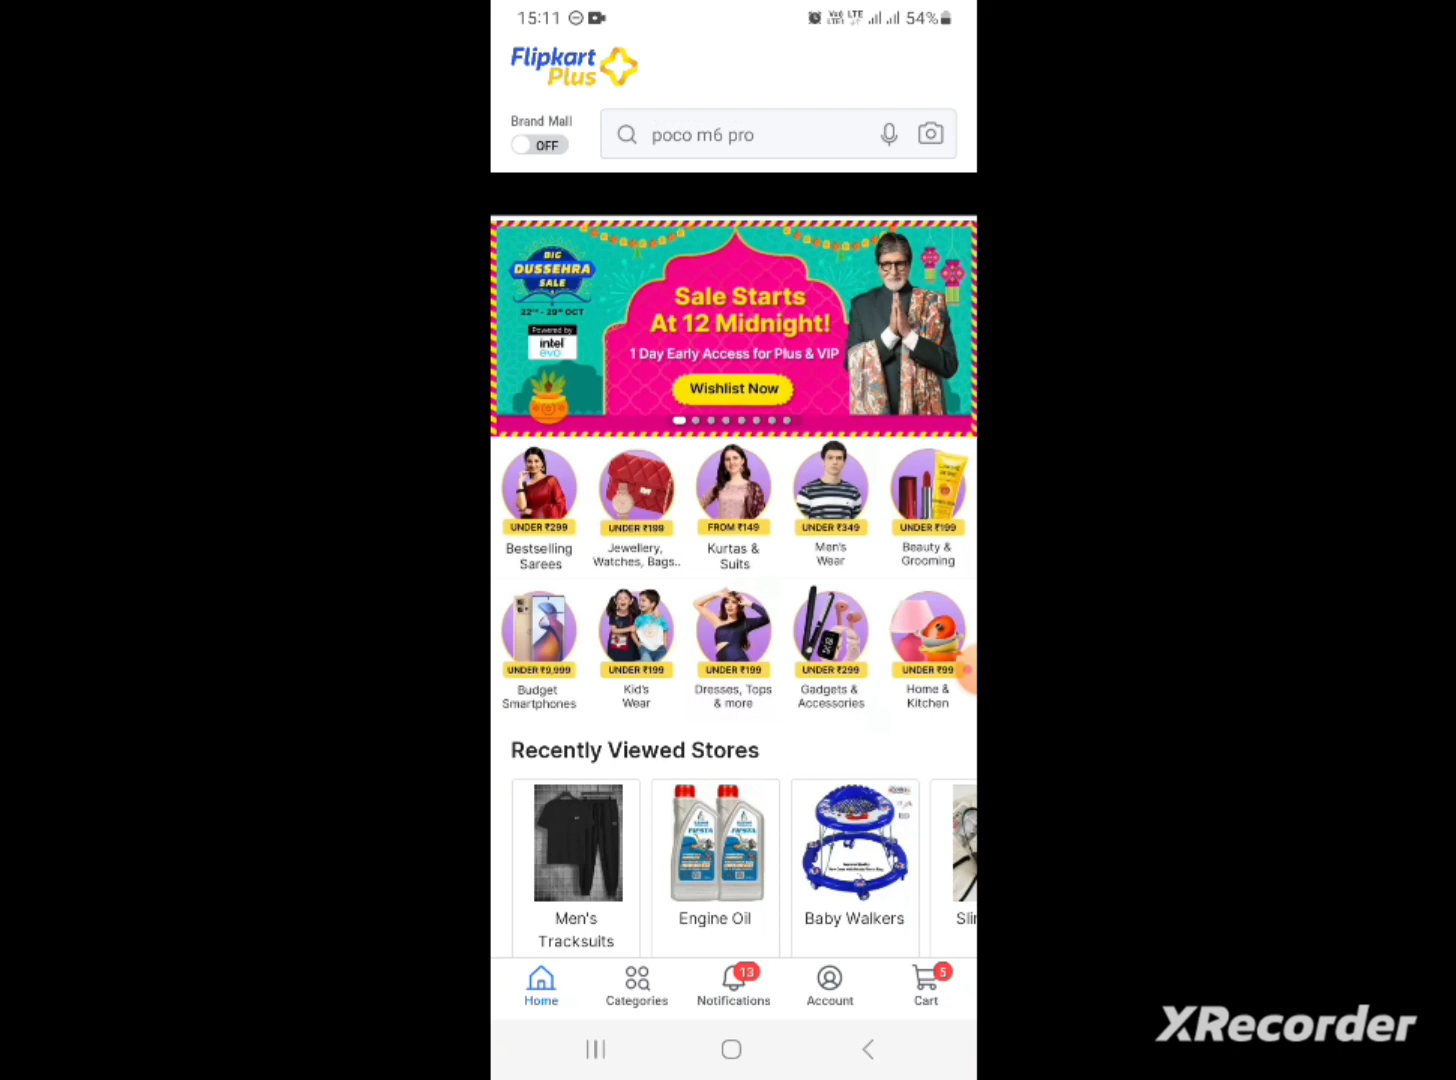 15:11
LTE
54%
Flipkart
Plus
Brand Mall
OFF
poco m6 pro
BIG
DUSSEHRA
SALE
22ND - 29TH OCT
Powered by
intel
evo
Sale Starts
At 12 Midnight!
1 Day Early Access for Plus & VIP
Wishlist Now
UNDER ₹299
UNDER ₹199
FROM ₹149
UNDER ₹349
UNDER ₹199
Bestselling
Sarees
Jewellery,
Watches, Bags..
Kurtas &
Suits
Men's
Wear
Beauty &
Grooming
UNDER ₹9,999
UNDER ₹199
UNDER ₹199
UNDER ₹299
UNDER ₹99
Budget
Smartphones
Kid's
Wear
Dresses, Tops
& more
Gadgets &
Accessories
Home &
Kitchen
Recently Viewed Stores
Men's
Tracksuits
Engine Oil
Baby Walkers
Home
Categories
13
Notifications
Account
5
Cart
XRecorder